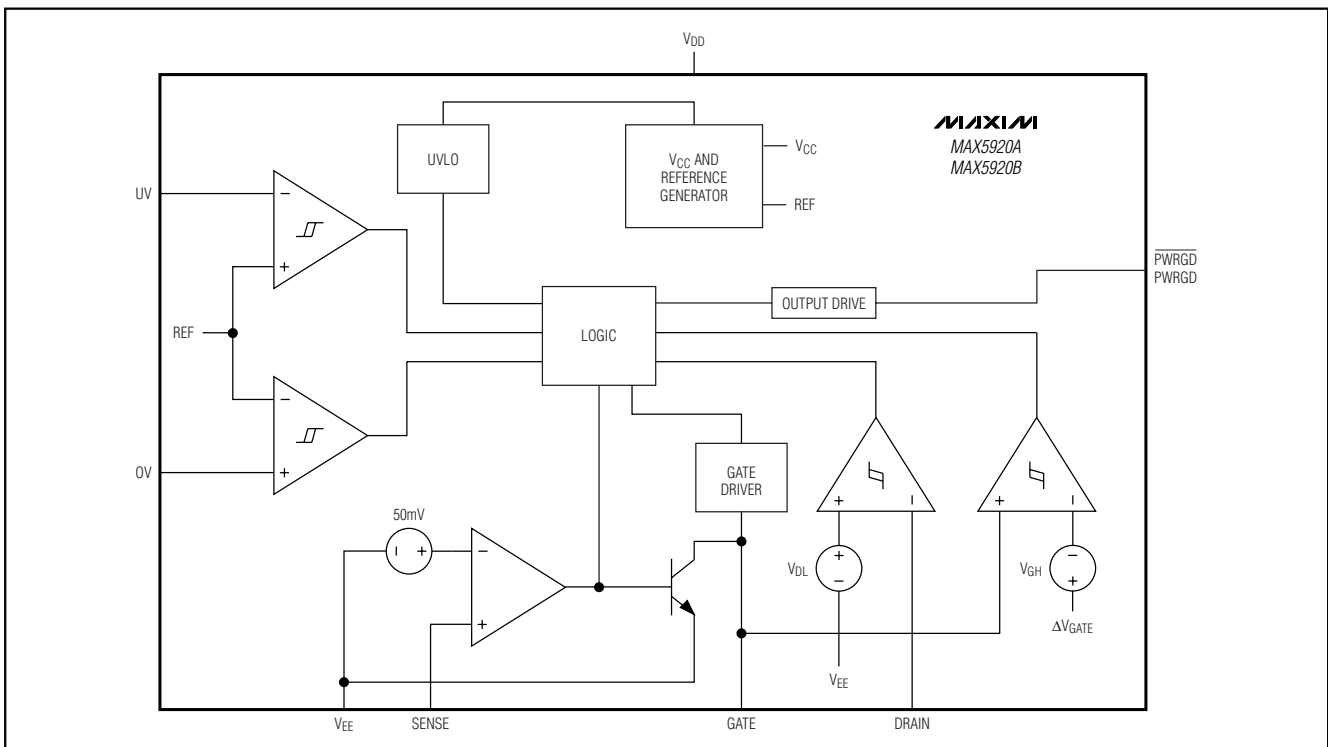 VDD
MAXIM
MAX5920A
MAX5920B
UVLO
VCC AND
REFERENCE
GENERATOR
VCC
REF
UV
−
+
PWRGD
PWRGD
OUTPUT DRIVE
REF
LOGIC
−
+
OV
GATE
DRIVER
50mV
− +
−
+
+ −
+ −
VDL
+
−
VGH
−
+
ΔVGATE
VEE
VEE
SENSE
GATE
DRAIN